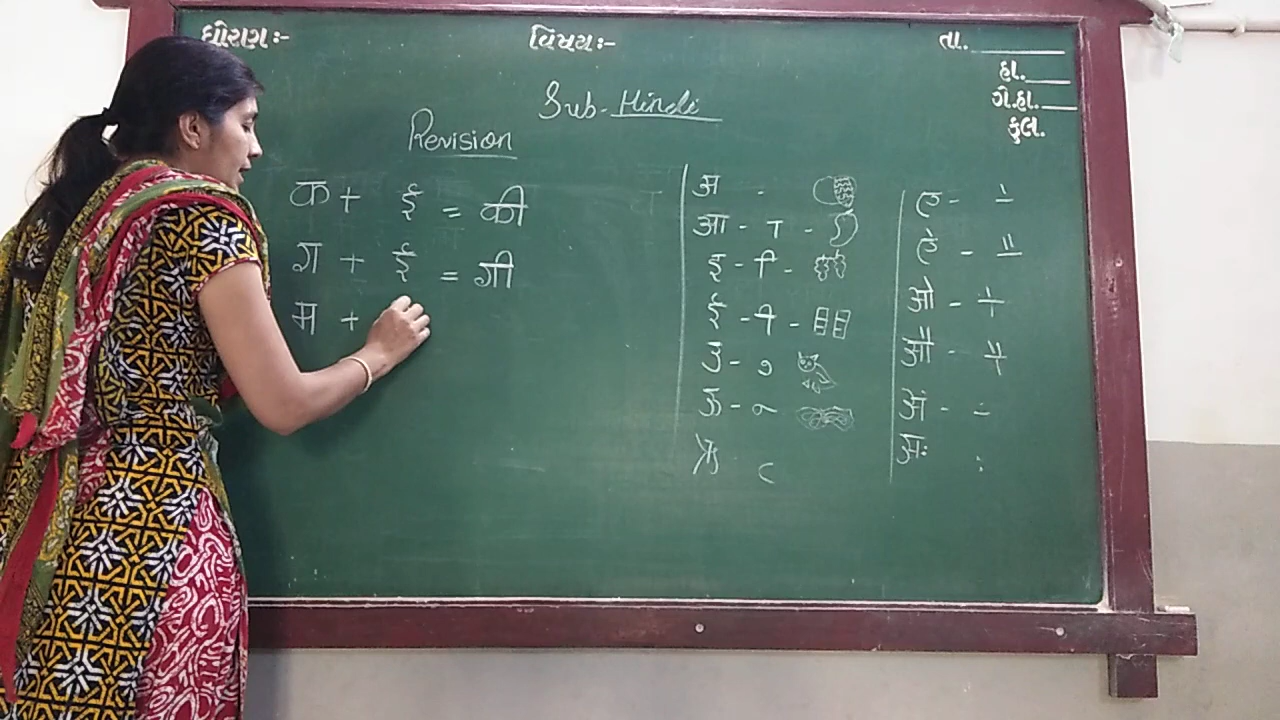 ધોરણ :- વિષય :- તા.
હા.
ગે.હા.
કુલ.
Sub- Hindi
Revision
क + ई = की
ग + ई = गी
म +
अ -
आ - ा -
इ - ि -
ई - ी -
उ - ु
ऊ - ू
ऋ ृ
ए - े
ऐ - ै
ओ - ो
औ - ौ
अं - ं
अः ः